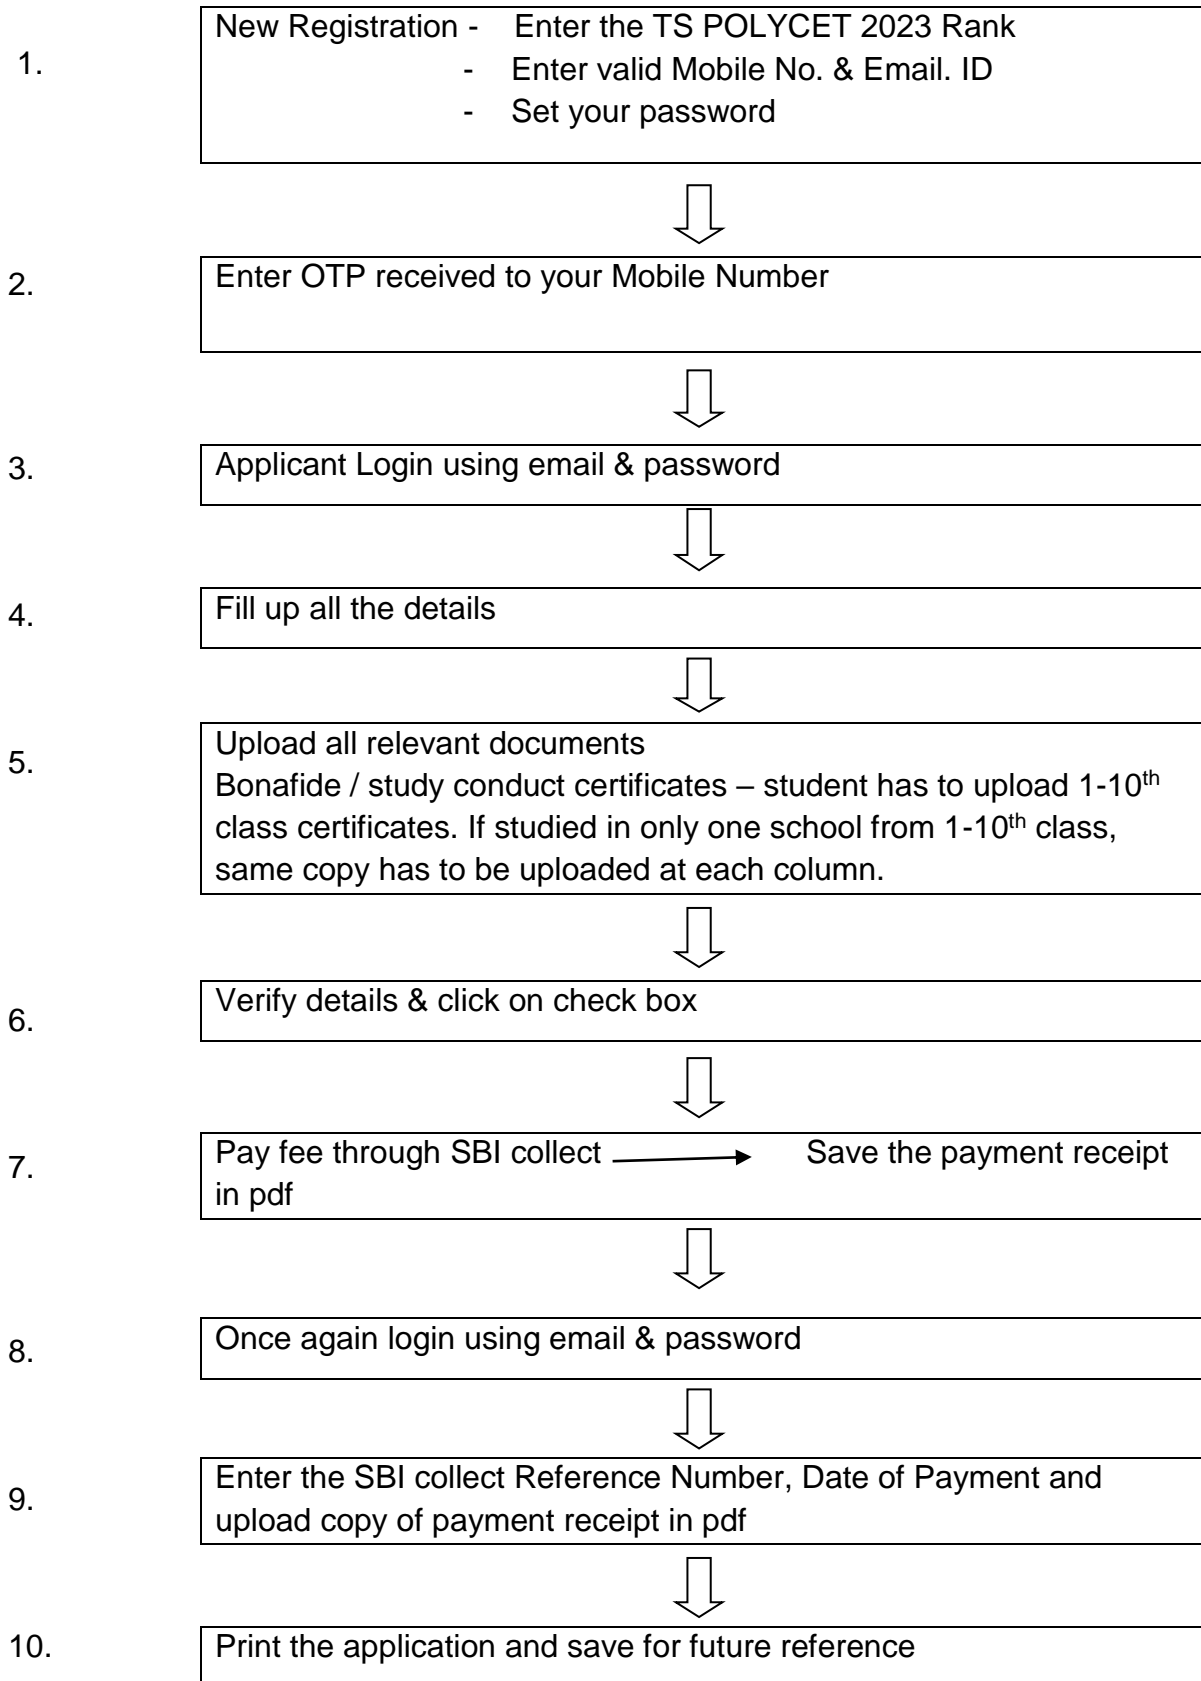 1.
New Registration - Enter the TS POLYCET 2023 Rank
- Enter valid Mobile No. & Email. ID
- Set your password
2.
Enter OTP received to your Mobile Number
3.
Applicant Login using email & password
4.
Fill up all the details
5.
Upload all relevant documents
Bonafide / study conduct certificates – student has to upload 1-10th
class certificates. If studied in only one school from 1-10th class,
same copy has to be uploaded at each column.
6.
Verify details & click on check box
7.
Pay fee through SBI collect Save the payment receipt
in pdf
8.
Once again login using email & password
9.
Enter the SBI collect Reference Number, Date of Payment and
upload copy of payment receipt in pdf
10.
Print the application and save for future reference